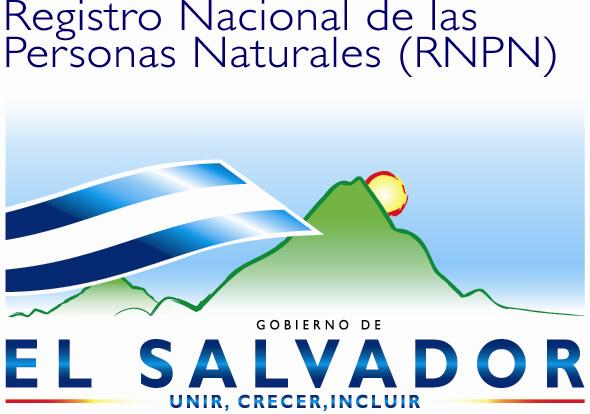 Registro Nacional de las
Personas Naturales (RNPN)
GOBIERNO DE
EL SALVADOR
UNIR, CRECER,INCLUIR